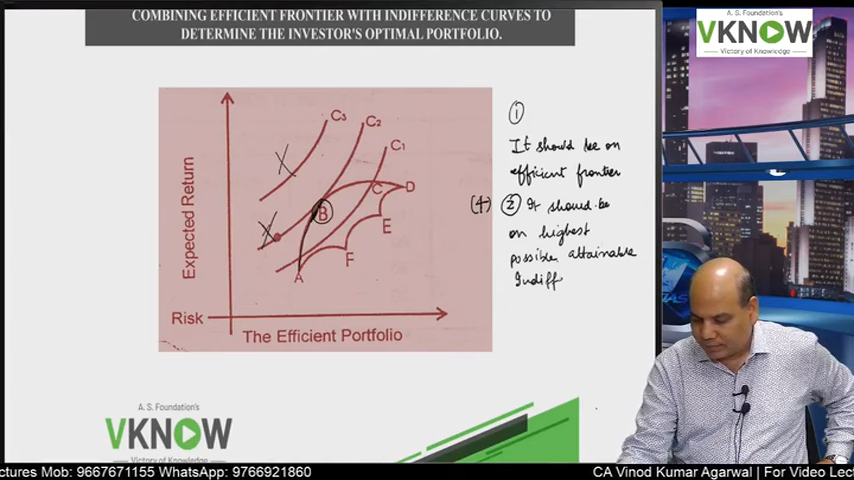 COMBINING EFFICIENT FRONTIER WITH INDIFFERENCE CURVES TO
DETERMINE THE INVESTOR'S OPTIMAL PORTFOLIO.
A. S. Foundation's
VKNOW
Victory of Knowledge
C3
C2
C1
C
D
B
E
F
A
Expected Return
Risk
The Efficient Portfolio
①
It should be on
efficient frontier
(+) ② It should be
on highest
possible attainable
Indiff
A. S. Foundation's
VKNOW
Victory of Knowledge
ctures Mob: 9667671155 WhatsApp: 9766921860
CA Vinod Kumar Agarwal | For Video Lect